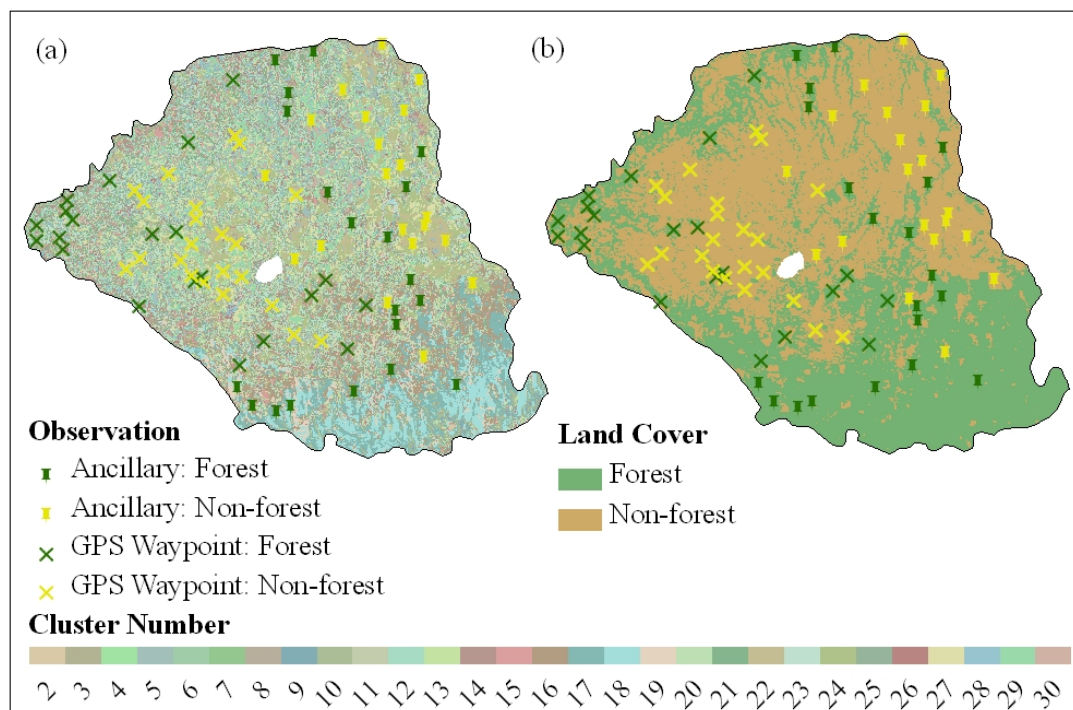 (a)
(b)
Observation
Ancillary: Forest
Ancillary: Non-forest
GPS Waypoint: Forest
GPS Waypoint: Non-forest
Land Cover
Forest
Non-forest
Cluster Number
2 3 4 5 6 7 8 9 10 11 12 13 14 15 16 17 18 19 20 21 22 23 24 25 26 27 28 29 30